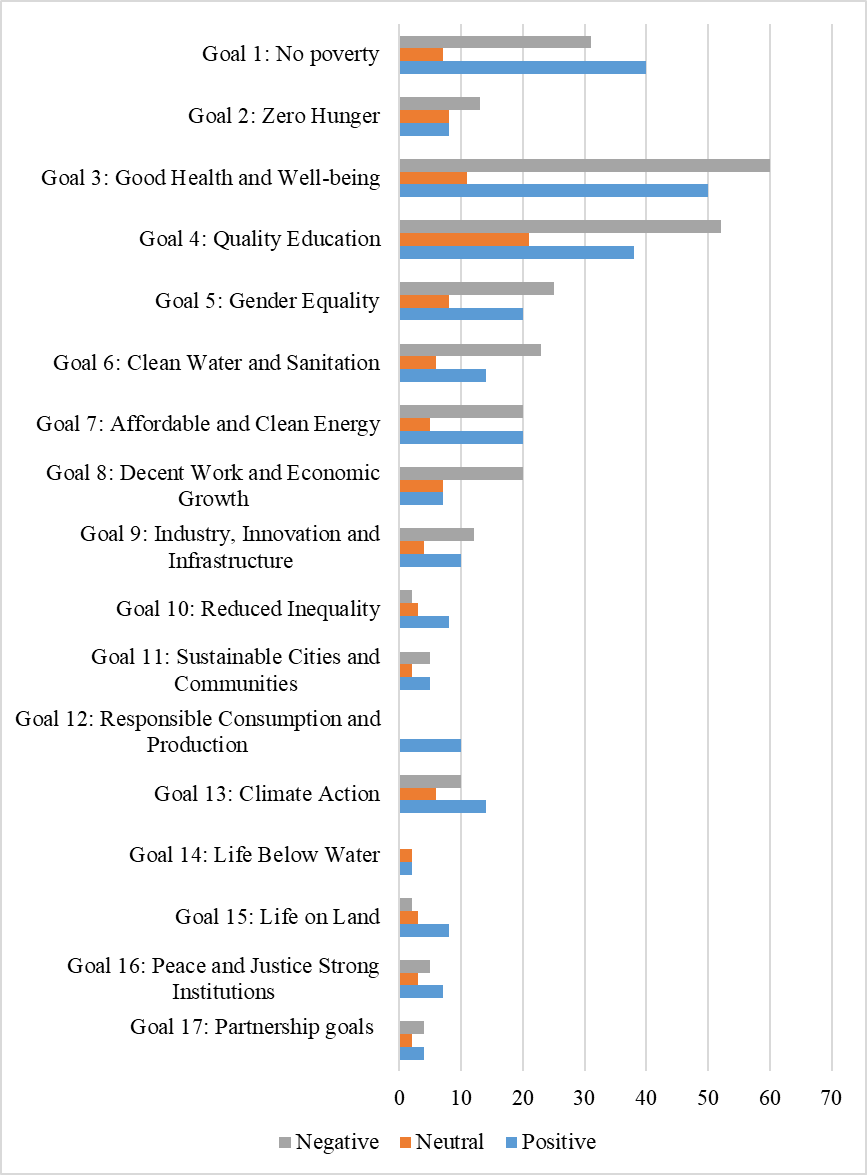 Goal 1: No poverty
Goal 2: Zero Hunger
Goal 3: Good Health and Well-being
Goal 4: Quality Education
Goal 5: Gender Equality
Goal 6: Clean Water and Sanitation
Goal 7: Affordable and Clean Energy
Goal 8: Decent Work and Economic
Growth
Goal 9: Industry, Innovation and
Infrastructure
Goal 10: Reduced Inequality
Goal 11: Sustainable Cities and
Communities
Goal 12: Responsible Consumption and
Production
Goal 13: Climate Action
Goal 14: Life Below Water
Goal 15: Life on Land
Goal 16: Peace and Justice Strong
Institutions
Goal 17: Partnership goals
0 10 20 30 40 50 60 70
Negative Neutral Positive